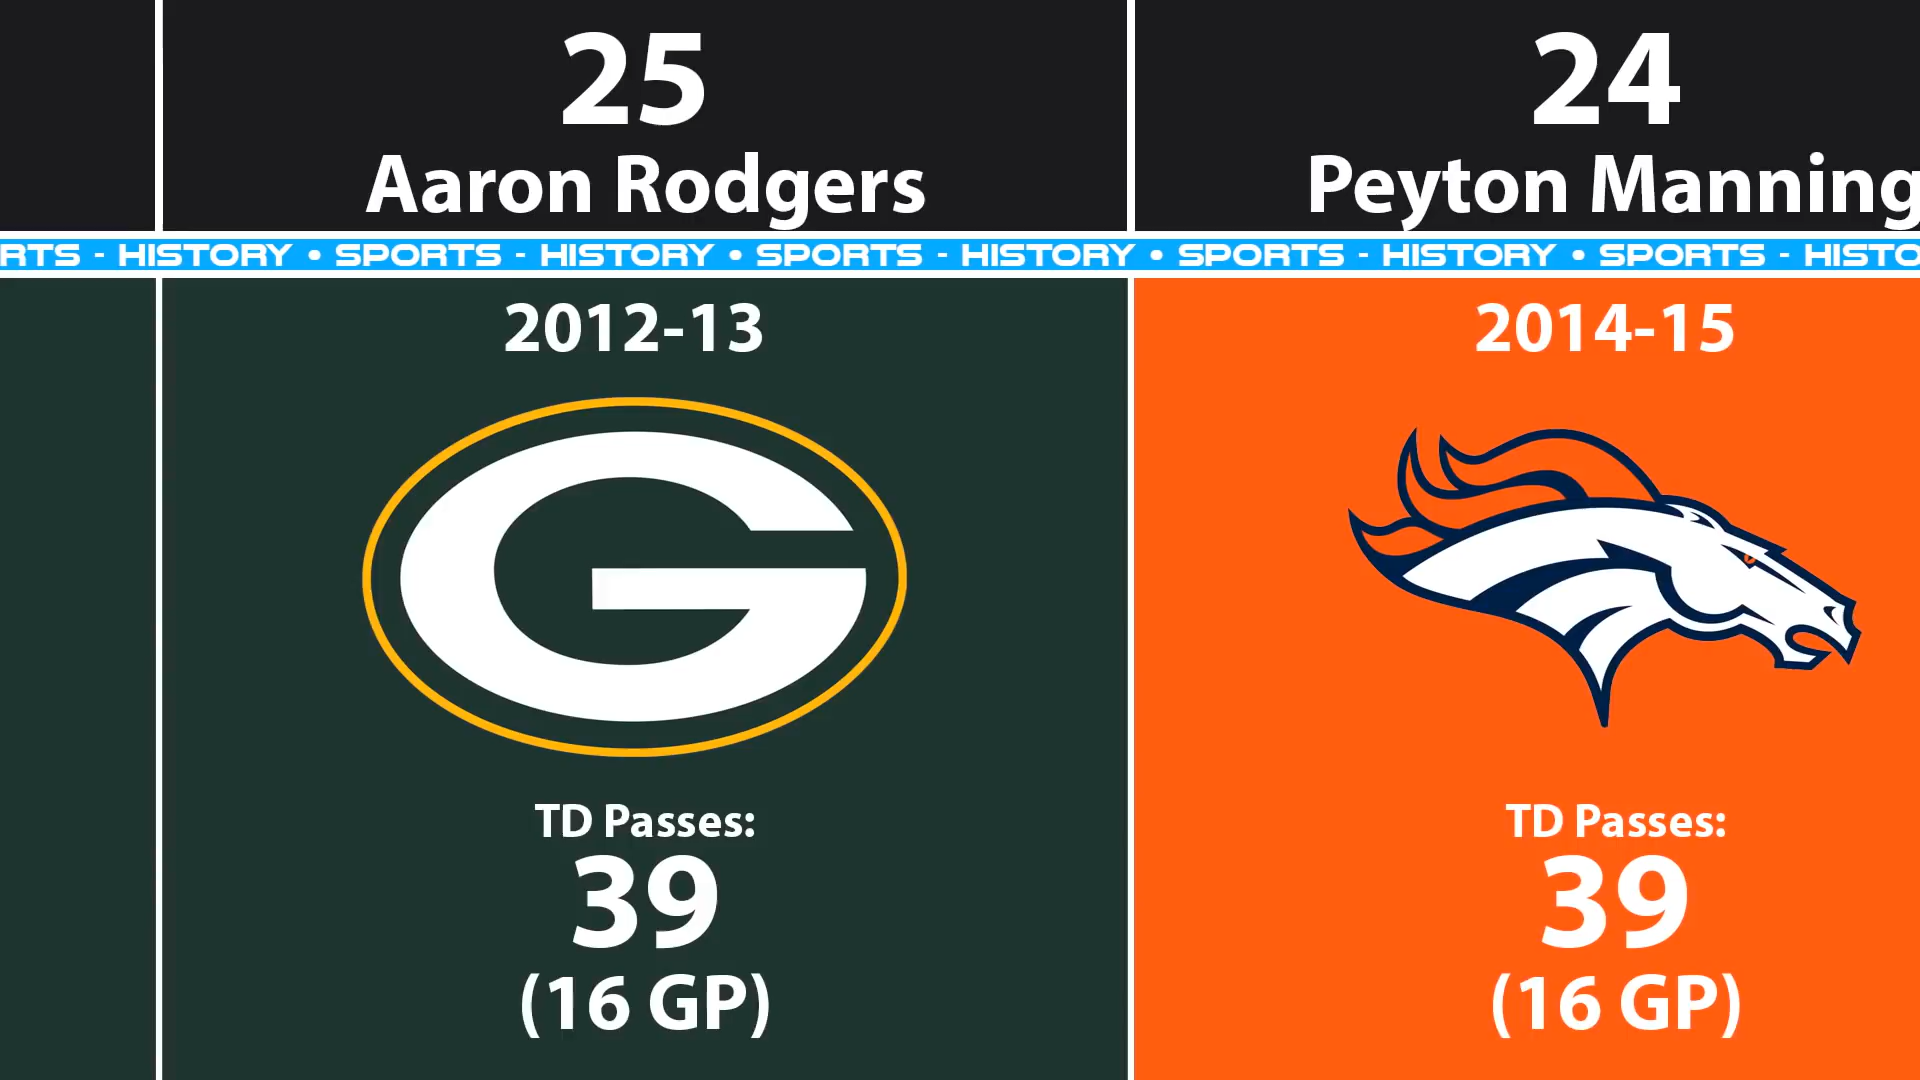 25
Aaron Rodgers
24
Peyton Manning
RTS - HISTORY • SPORTS - HISTORY • SPORTS - HISTORY • SPORTS - HISTORY • SPORTS - HISTO
2012-13
G
TD Passes:
39
(16 GP)
2014-15
TD Passes:
39
(16 GP)